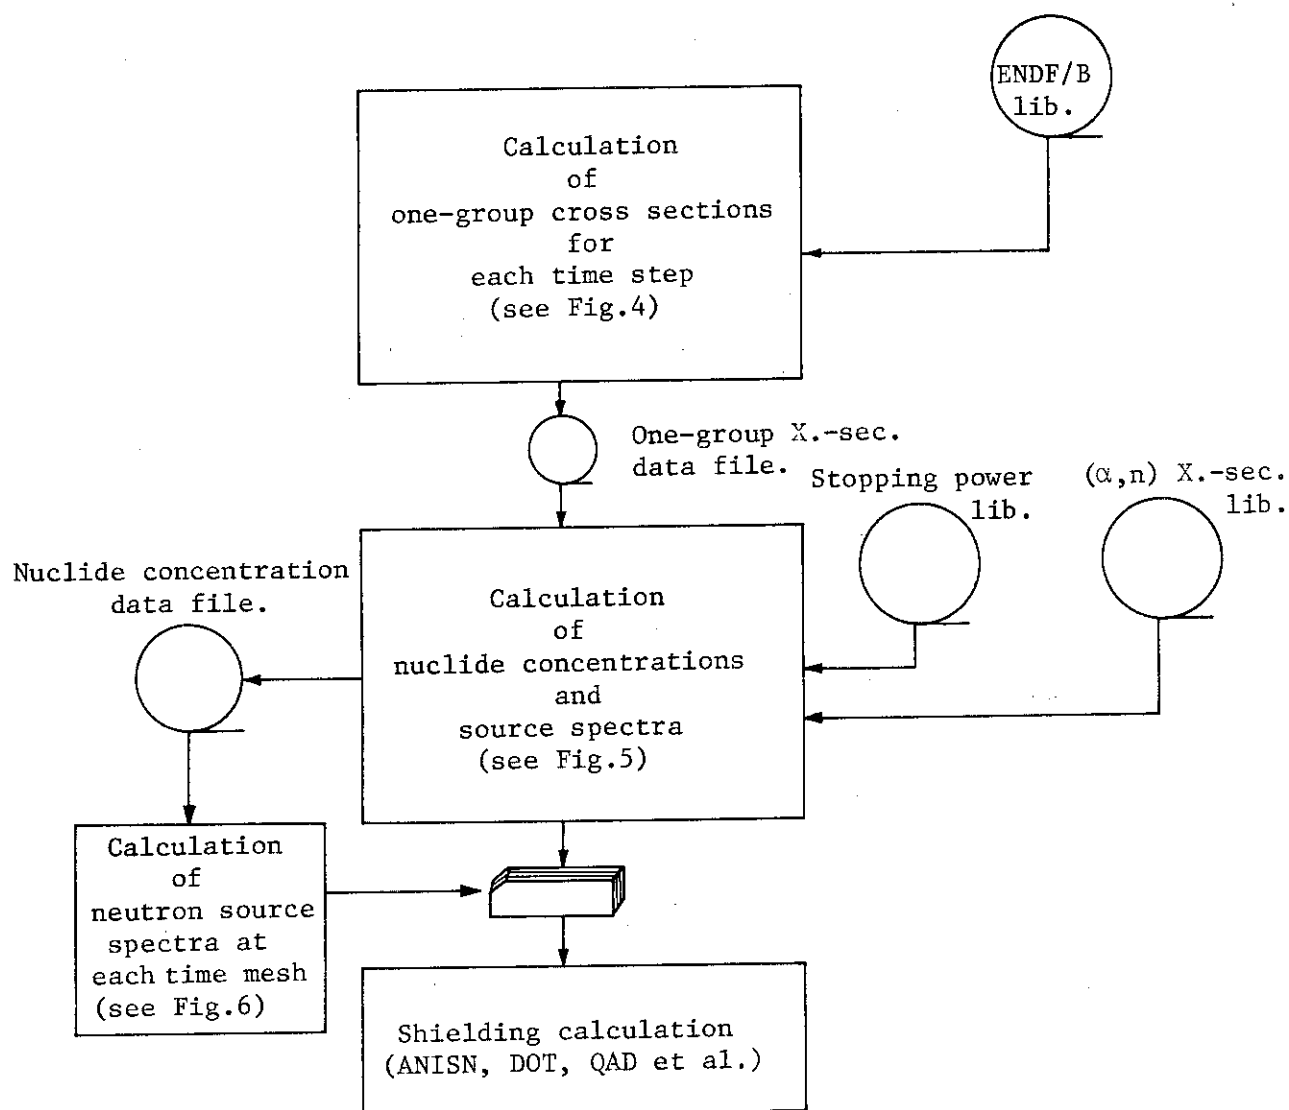 ENDF/B
lib.
Calculation
of
one-group cross sections
for
each time step
(see Fig.4)
One-group X.-sec.
data file.
Stopping power
lib.
(α,n) X.-sec.
lib.
Nuclide concentration
data file.
Calculation
of
nuclide concentrations
and
source spectra
(see Fig.5)
Calculation
of
neutron source
spectra at
each time mesh
(see Fig.6)
Shielding calculation
(ANISN, DOT, QAD et al.)